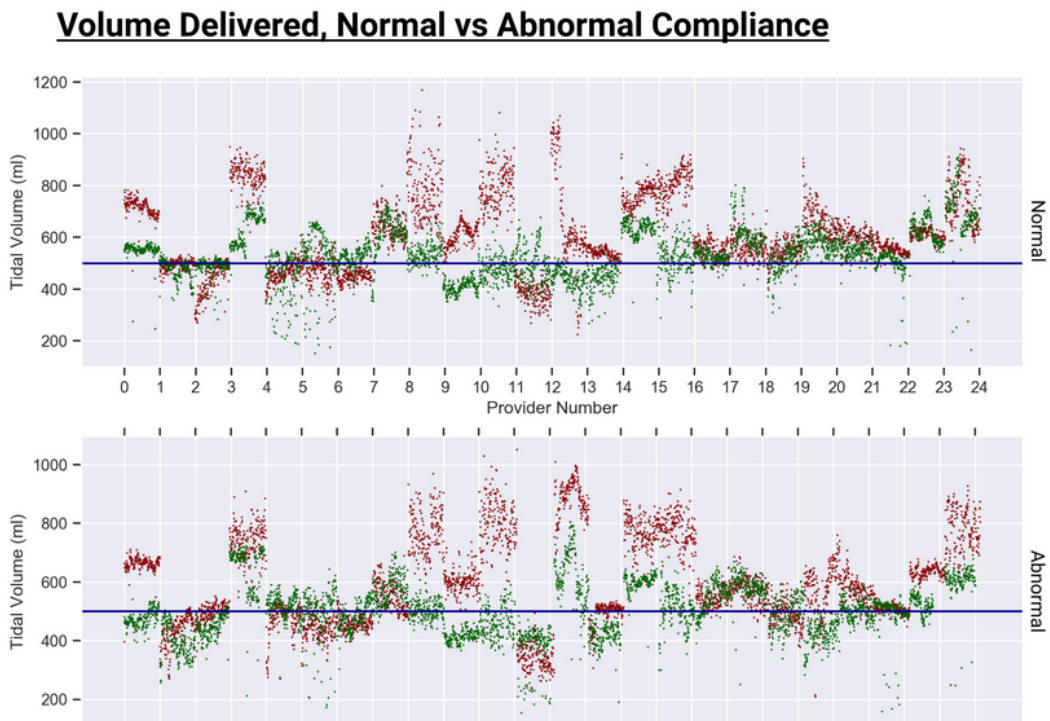 Volume Delivered, Normal vs Abnormal Compliance
1200
1000
800
600
400
200
Tidal Volume (ml)
Normal
0 1 2 3 4 5 6 7 8 9 10 11 12 13 14 15 16 17 18 19 20 21 22 23 24
Provider Number
1000
800
600
400
200
Tidal Volume (ml)
Abnormal